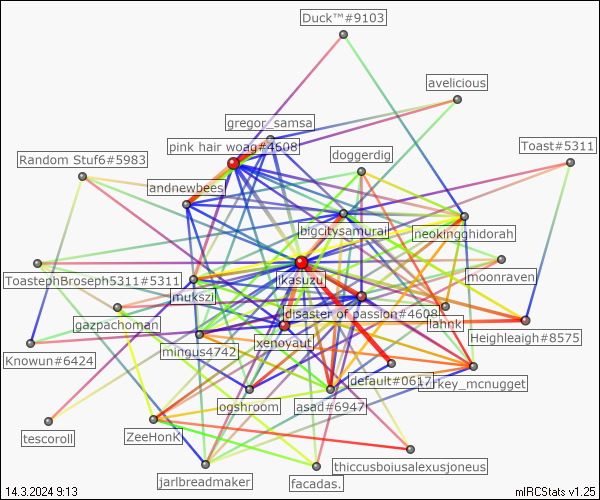 Duck™#9103
avelicious
gregor_samsa
pink hair woag#4608
Toast#5311
Random Stuf6#5983
doggerdig
andnewbees
bigcitysamurai
neokingghidorah
ToastephBroseph5311#5311
mukszi
ikasuzu
moonraven
disaster of passion#4608
gazpachoman
lahnk
Heighleaigh#8575
xenoyaut
Knowun#6424
mingus4742
default#0617
rkey_mcnugget
ogshroom
asad#6947
tescoroll
ZeeHonK
thiccusboiusalexusjoneus
jarlbreadmaker
facadas.
14.3.2024 9:13
mIRCStats v1.25